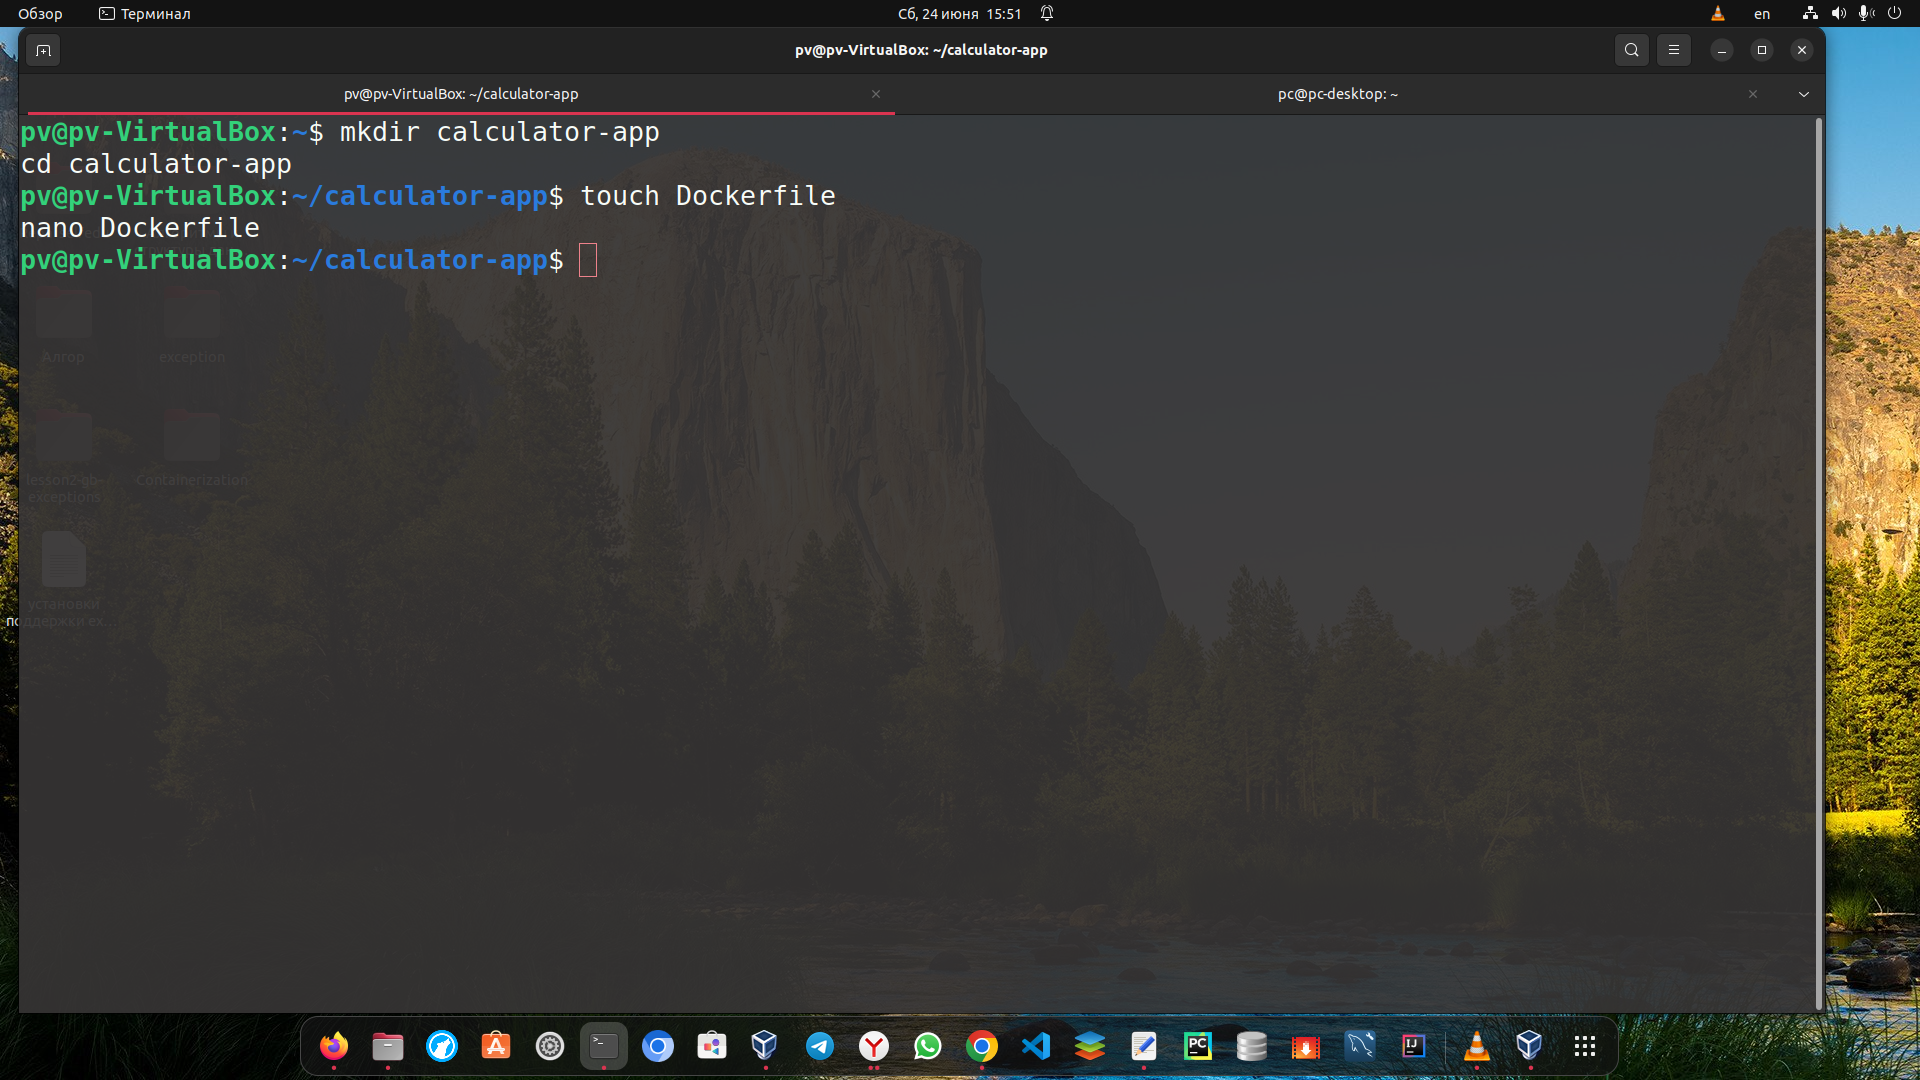 Обзор
Терминал
Сб, 24 июня 15:51
en
pv@pv-VirtualBox: ~/calculator-app
pv@pv-VirtualBox: ~/calculator-app
pc@pc-desktop: ~
pv@pv-VirtualBox:~$ mkdir calculator-app
cd calculator-app
pv@pv-VirtualBox:~/calculator-app$ touch Dockerfile
nano Dockerfile
pv@pv-VirtualBox:~/calculator-app$
Алгор
exception
lesson2-gb-
exceptions
Containerization
установки
поддержки ex...
PC
IJ